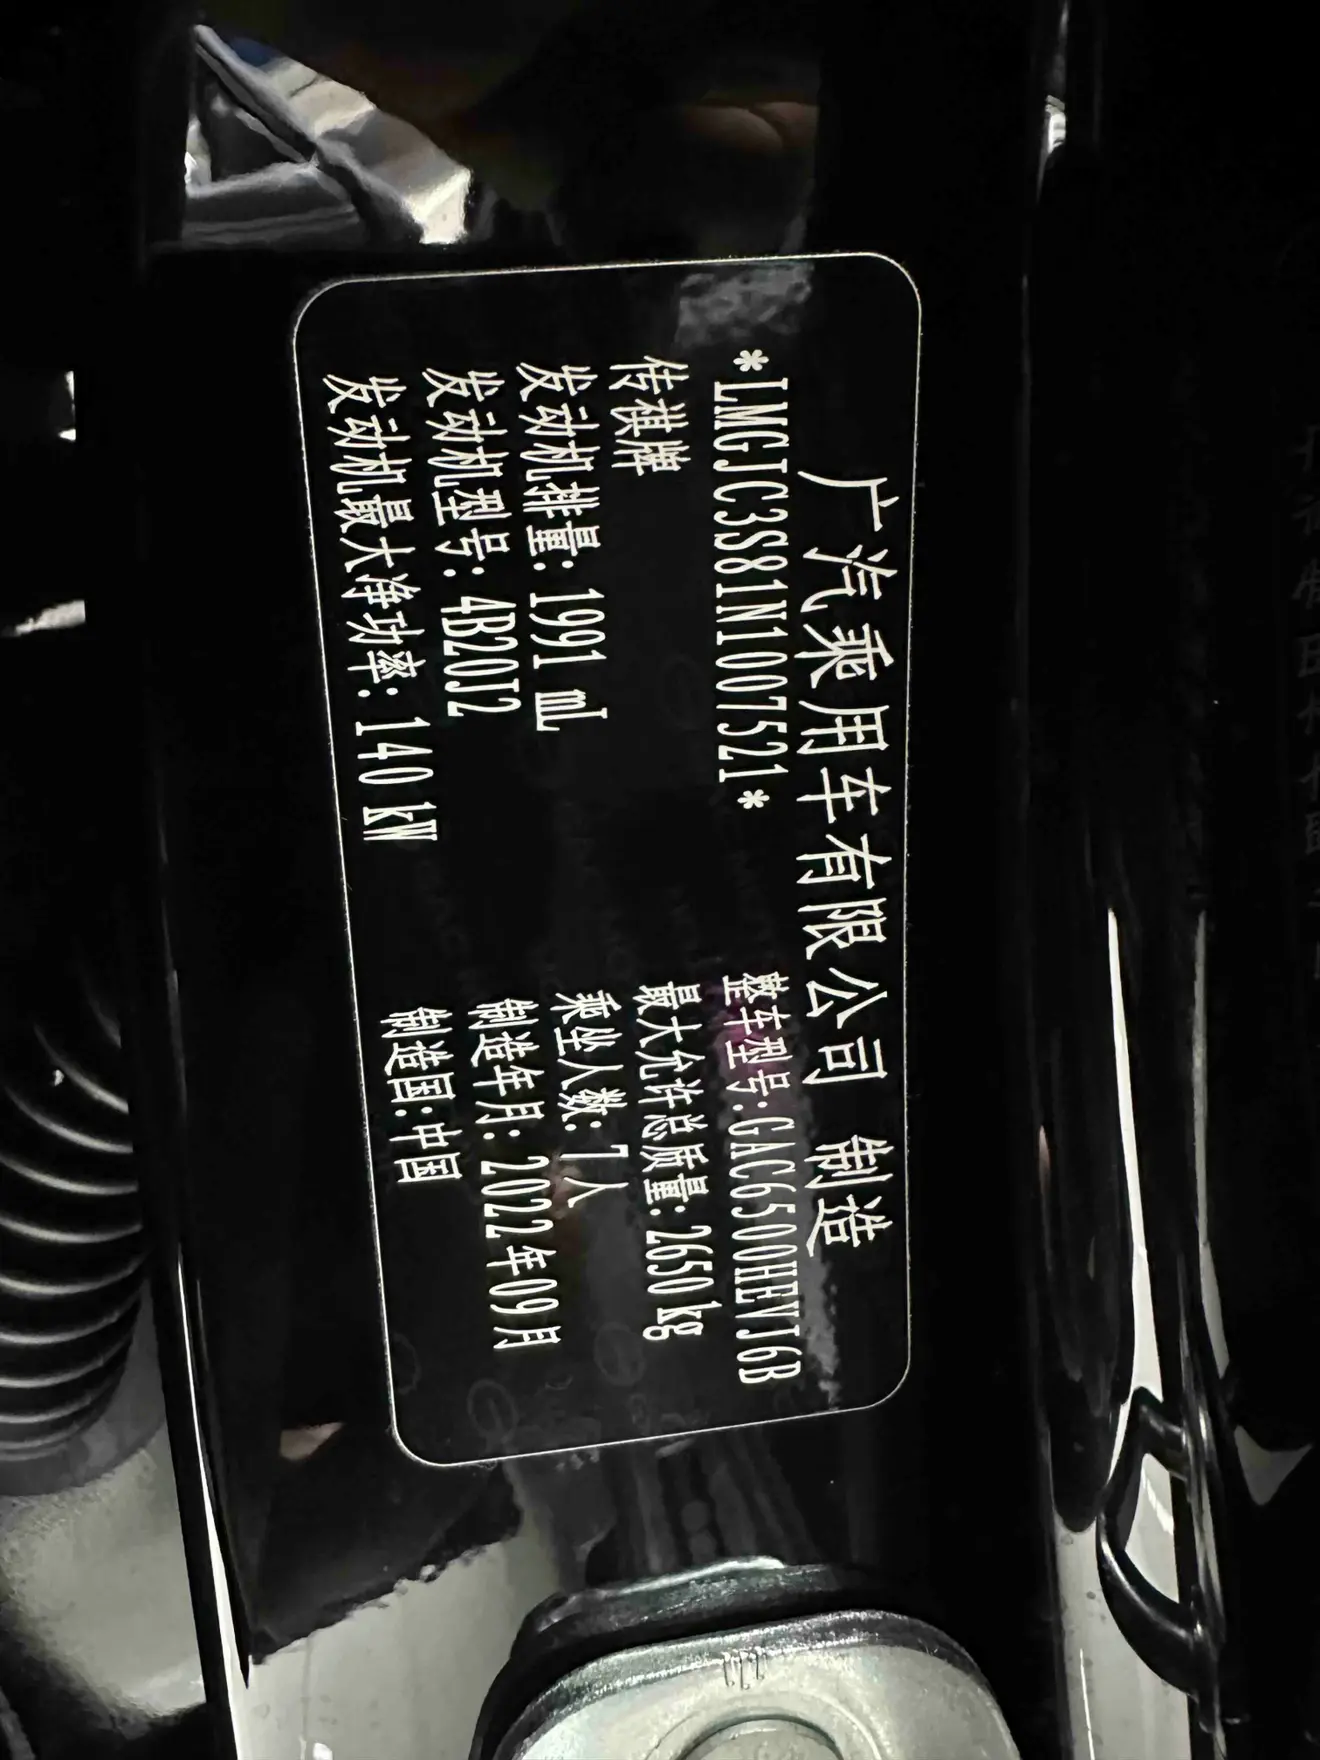 广汽乘用车有限公司 制造
*LMGJC3S81N1007521*
传祺牌
发动机排量: 1991 mL
发动机型号: 4B20J2
发动机最大净功率: 140 kW
整车型号:GAC6500HEVJ6B
最大允许总质量: 2650 kg
乘坐人数: 7人
制造年月: 2022年09月
制造国:中国